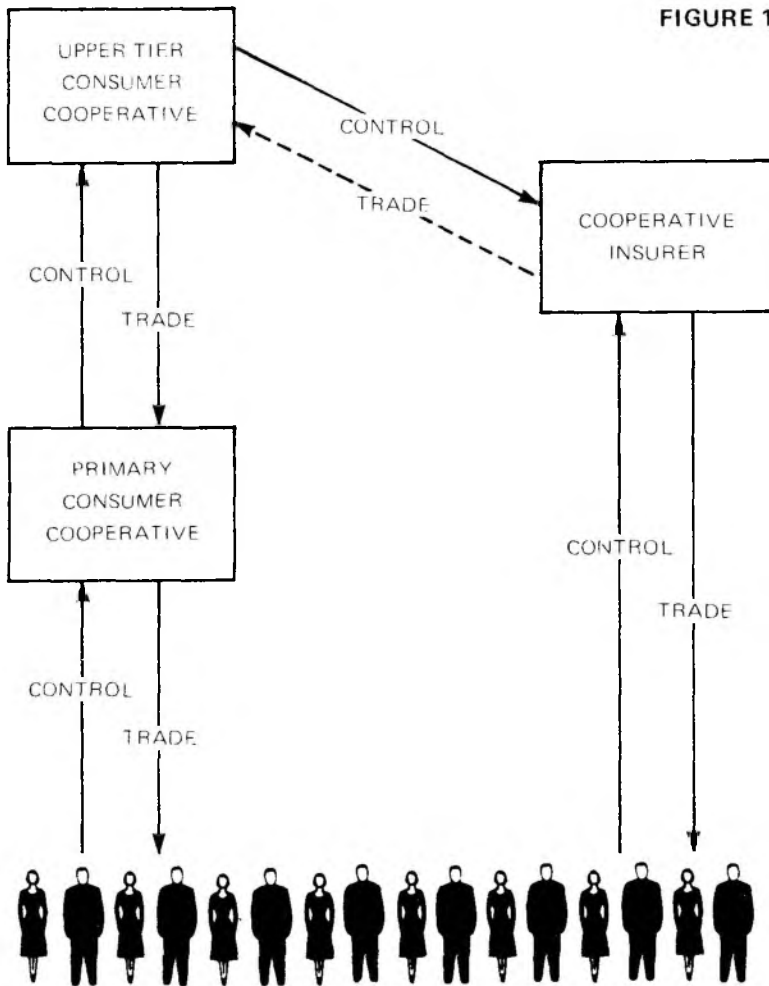 FIGURE 1
UPPER TIER
CONSUMER
COOPERATIVE
CONTROL
TRADE
COOPERATIVE
INSURER
CONTROL
TRADE
PRIMARY
CONSUMER
COOPERATIVE
CONTROL
TRADE
CONTROL
TRADE